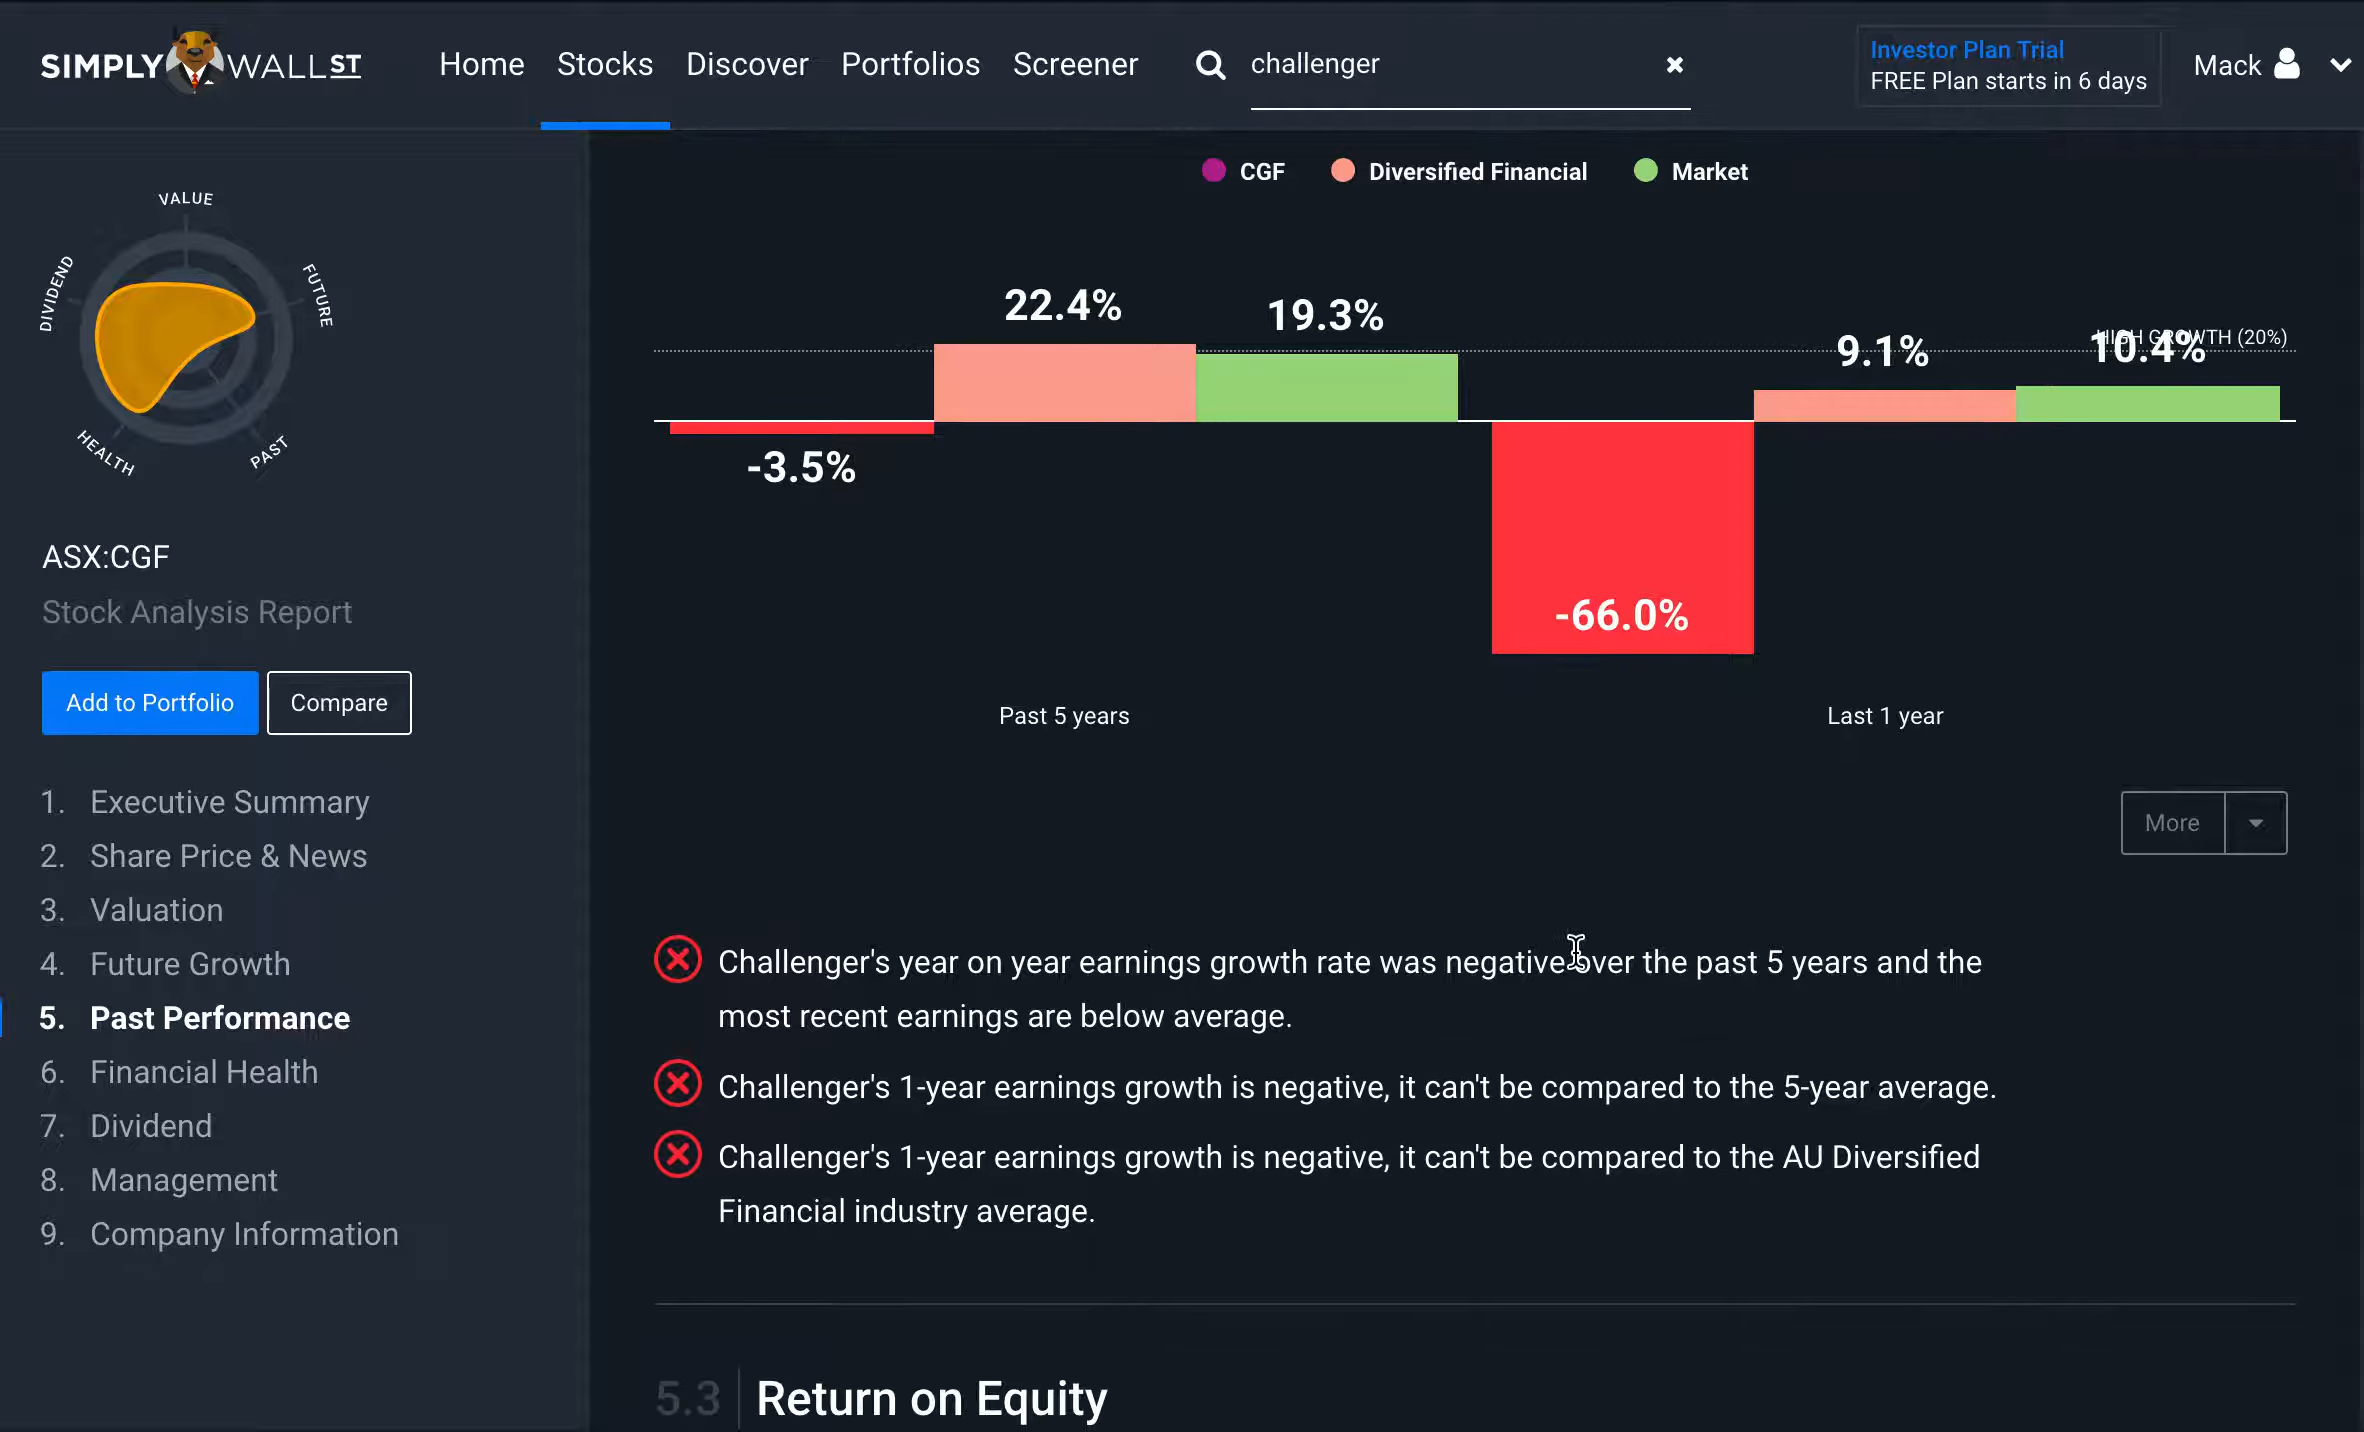 SIMPLY WALL ST
Home Stocks Discover Portfolios Screener
challenger
Investor Plan Trial
FREE Plan starts in 6 days
Mack
VALUE
FUTURE
PAST
HEALTH
DIVIDEND
ASX:CGF
Stock Analysis Report
Add to Portfolio
Compare
1. Executive Summary
2. Share Price & News
3. Valuation
4. Future Growth
5. Past Performance
6. Financial Health
7. Dividend
8. Management
9. Company Information
CGF Diversified Financial Market
HIGH GROWTH (20%)
-3.5%
22.4%
19.3%
-66.0%
9.1%
10.4%
Past 5 years
Last 1 year
More
Challenger's year on year earnings growth rate was negative over the past 5 years and the
most recent earnings are below average.
Challenger's 1-year earnings growth is negative, it can't be compared to the 5-year average.
Challenger's 1-year earnings growth is negative, it can't be compared to the AU Diversified
Financial industry average.
5.3 Return on Equity